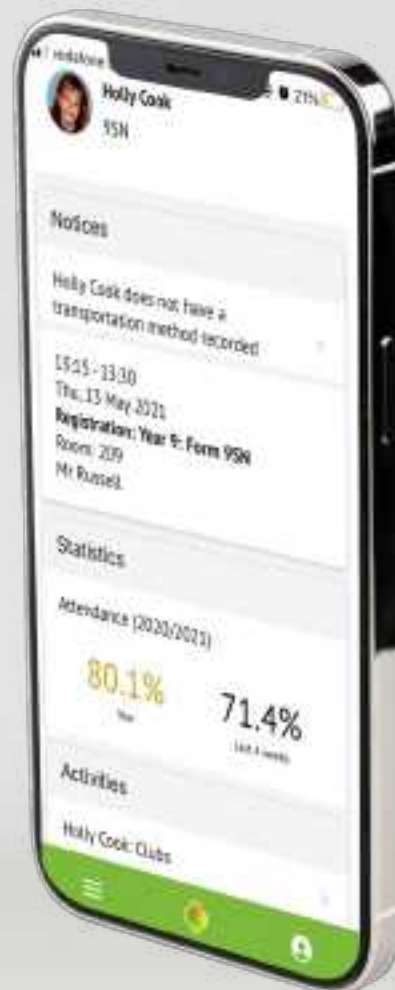 vodafone
21%
Holly Cook
9SN
Notices
Holly Cook does not have a
transportation method recorded
13:15 - 13:30
Thu, 13 May 2021
Registration: Year 9: Form 9SN
Room: 209
Mr Russell
Statistics
Attendance (2020/2021)
80.1%
71.4%
Year
Last 4 weeks
Activities
Holly Cook: Clubs